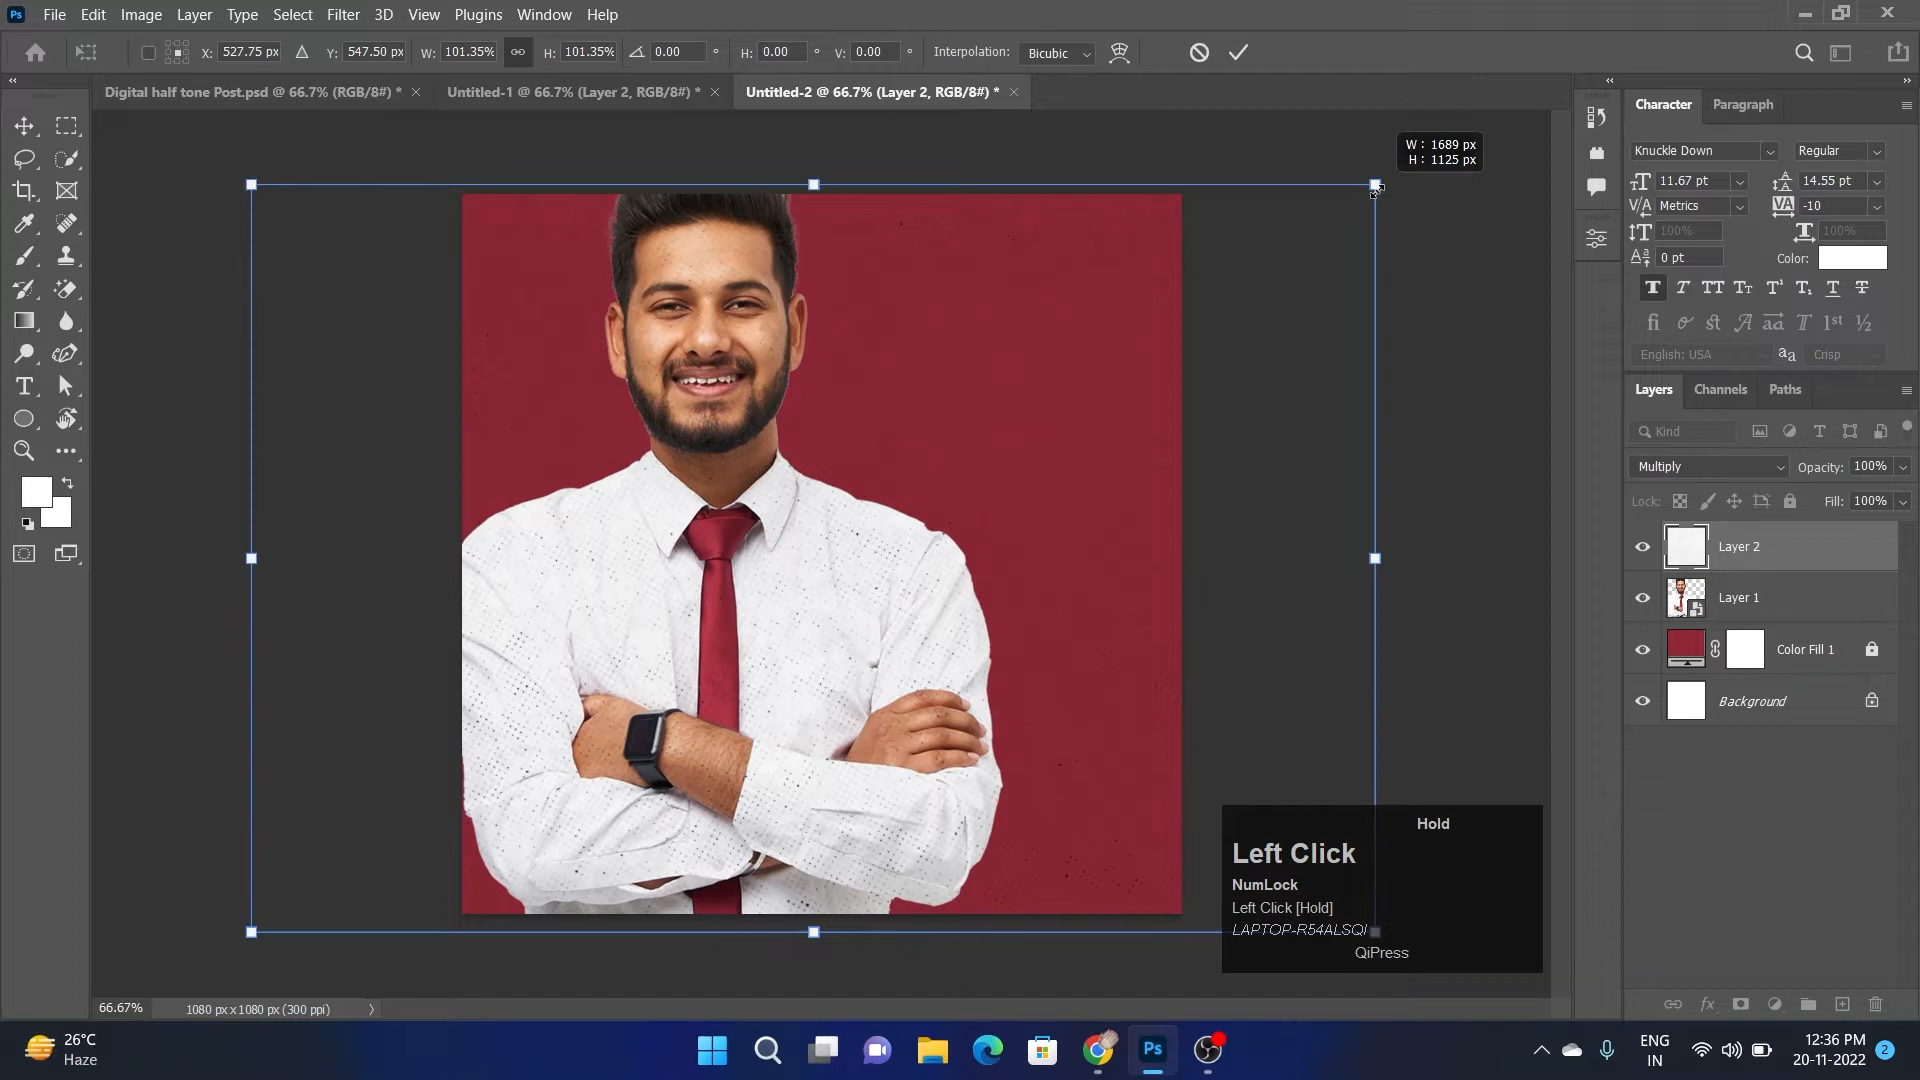 Ps File Edit Image Layer Type Select Filter 3D View Plugins Window Help
X: 527.75 px Y: 547.50 px W: 101.35% H: 101.35% 0.00 ° H: 0.00 ° V: 0.00 ° Interpolation: Bicubic
Digital half tone Post.psd @ 66.7% (RGB/8#) * Untitled-1 @ 66.7% (Layer 2, RGB/8#) * Untitled-2 @ 66.7% (Layer 2, RGB/8#) *
W : 1689 px
H : 1125 px
Character Paragraph
Knuckle Down Regular
11.67 pt 14.55 pt
Metrics -10
100% 100%
0 pt Color:
English: USA Crisp
Layers Channels Paths
Kind
Multiply Opacity: 100%
Lock: Fill: 100%
Layer 2
Layer 1
Color Fill 1
Background
Hold
Left Click
NumLock
Left Click [Hold]
LAPTOP-R54ALSQI
QiPress
66.67% 1080 px x 1080 px (300 ppi)
26°C
Haze
Ps
ENG
IN
12:36 PM
20-11-2022
2